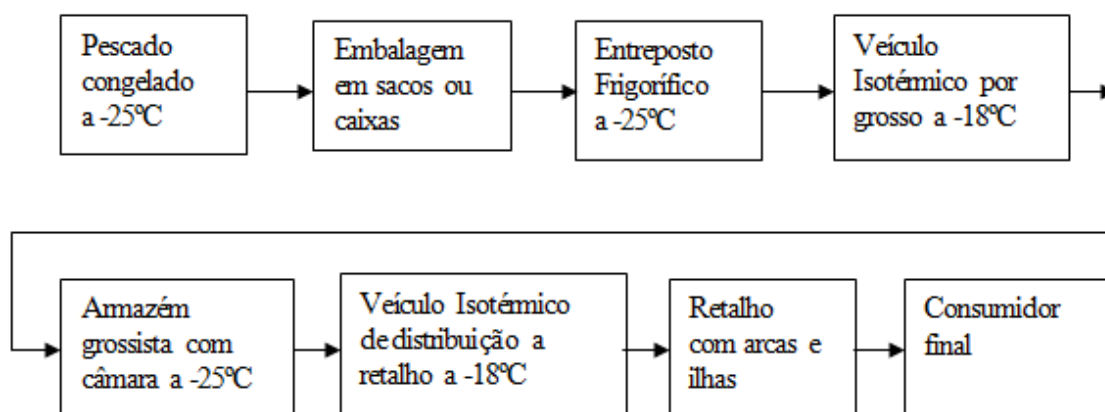 Pescado
congelado
a -25ºC
Embalagem
em sacos ou
caixas
Entreposto
Frigorífico
a -25ºC
Veículo
Isotérmico por
grosso a -18ºC
Armazém
grossista com
câmara a -25ºC
Veículo Isotérmico
de distribuição a
retalho a -18ºC
Retalho
com arcas e
ilhas
Consumidor
final